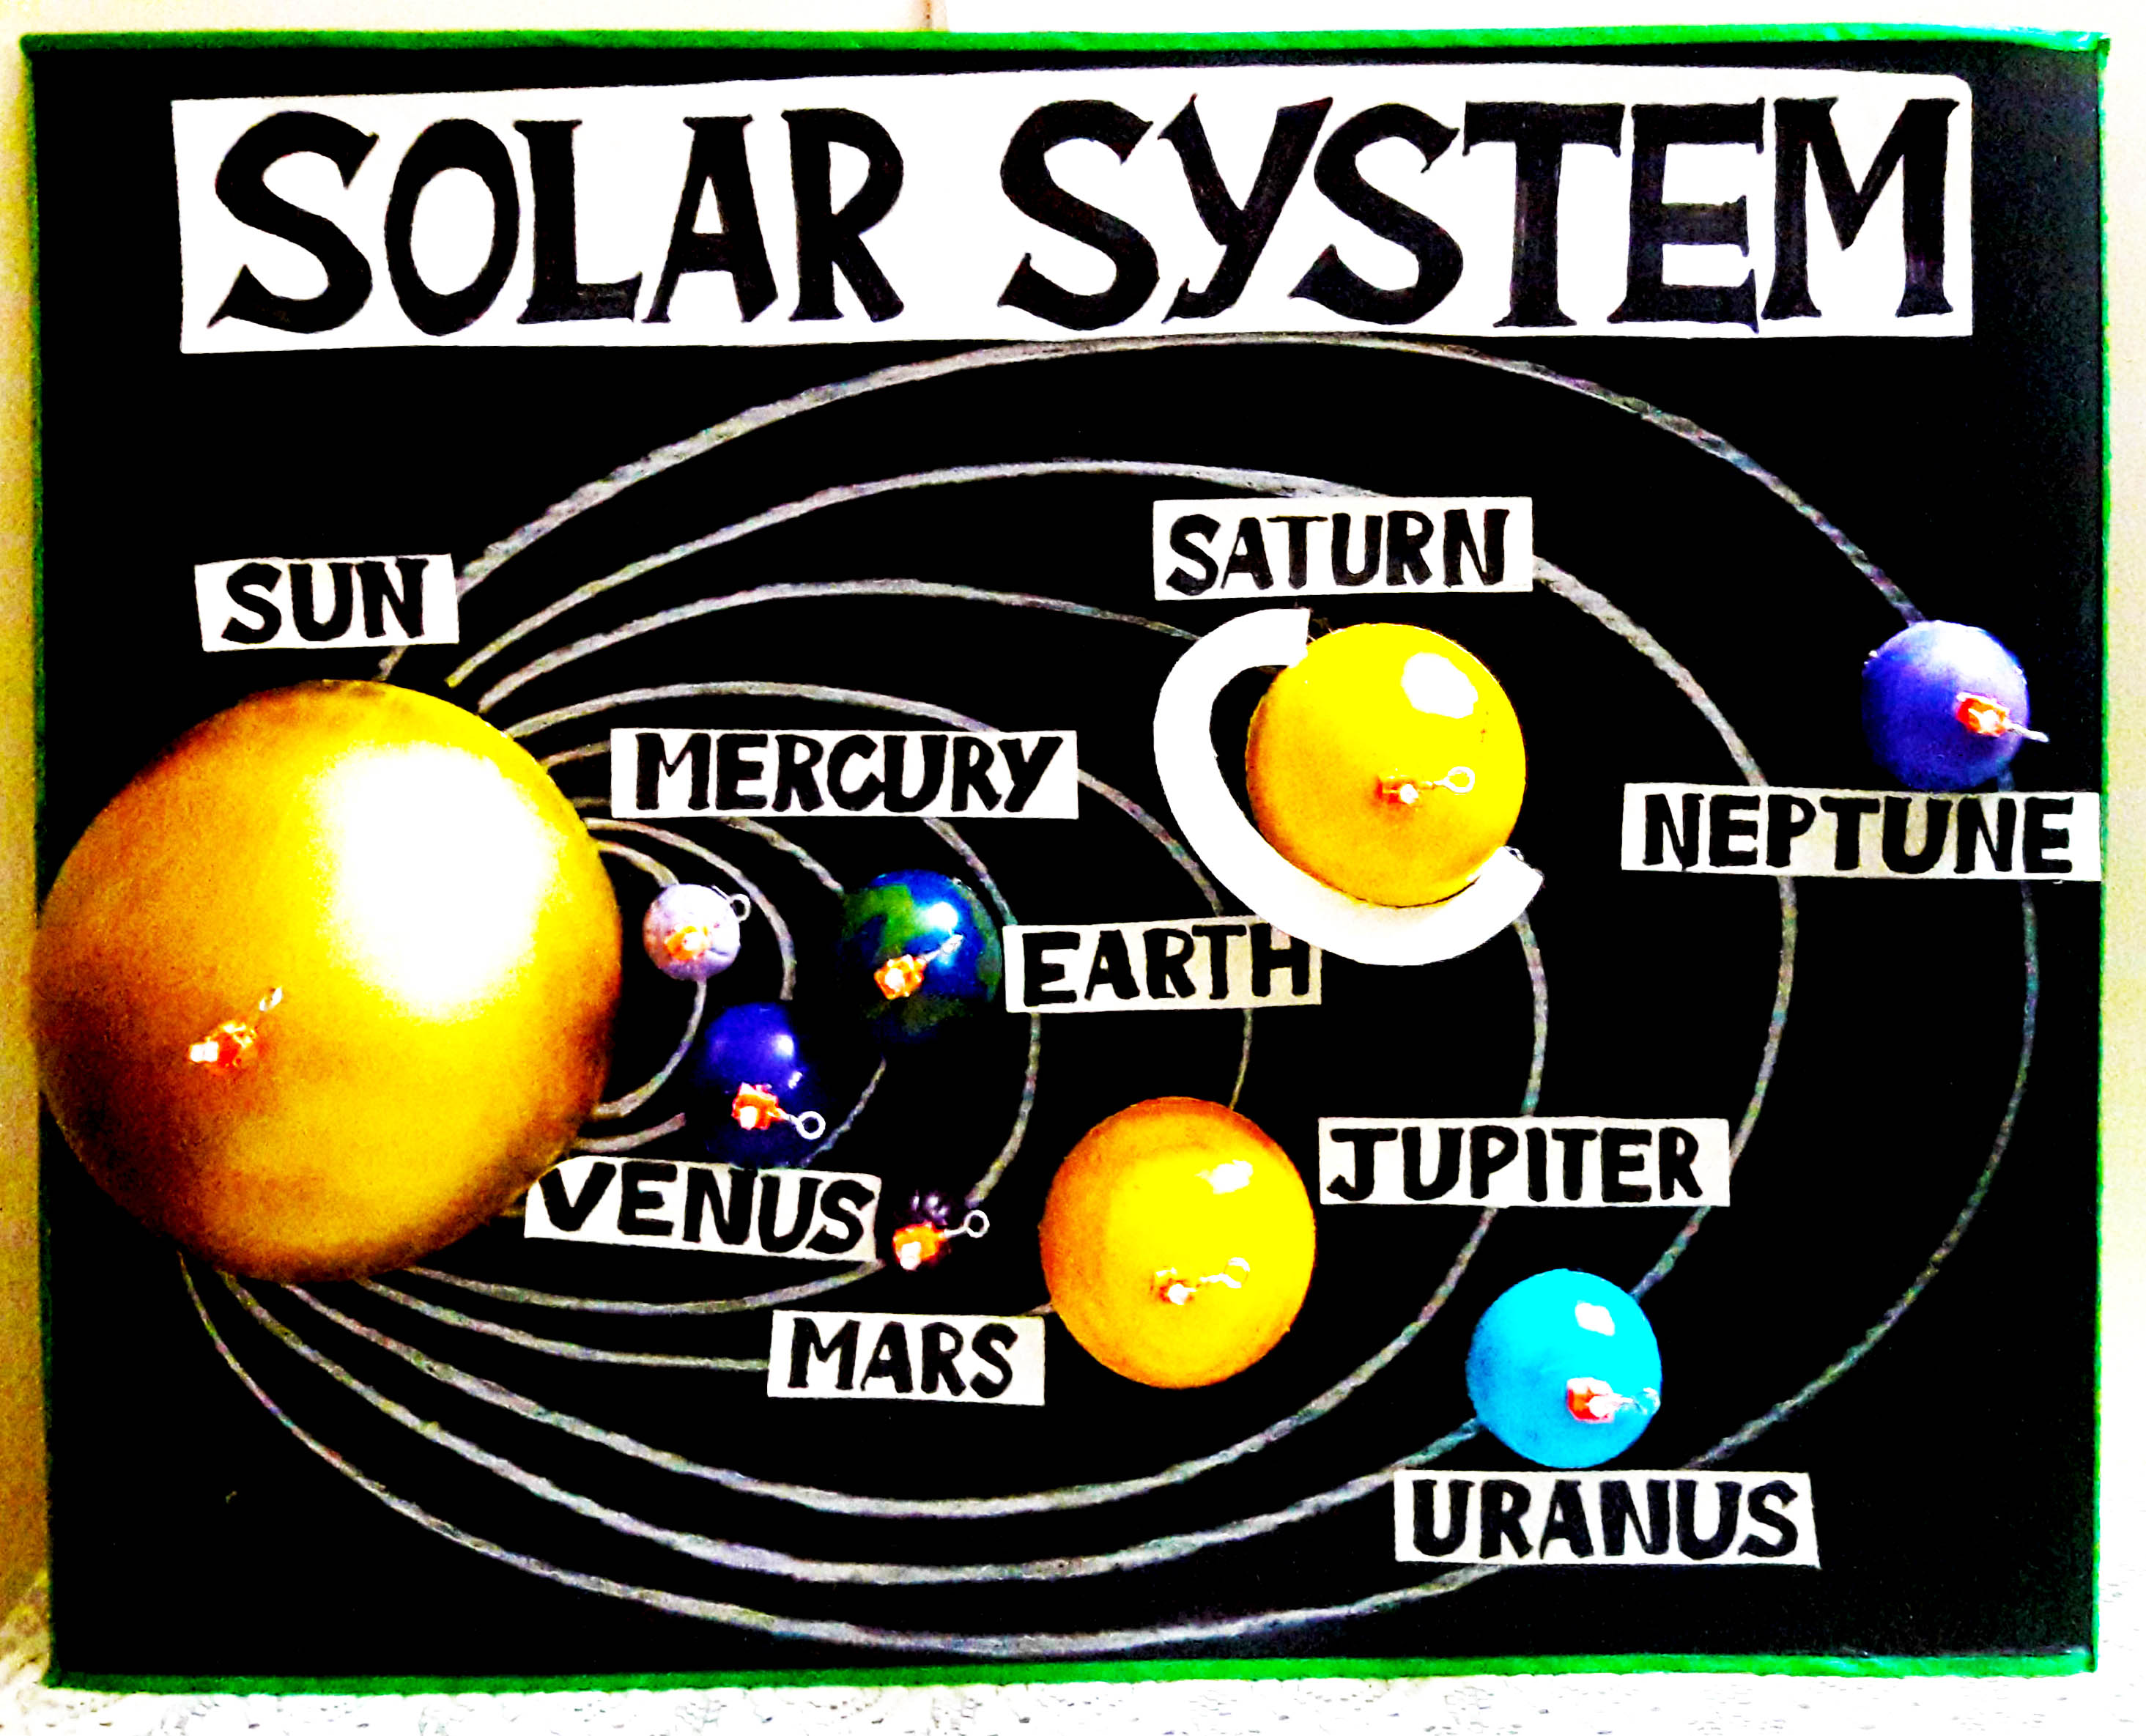 SOLAR SYSTEM
SATURN
SUN
MERCURY
NEPTUNE
EARTH
JUPITER
VENUS
MARS
URANUS